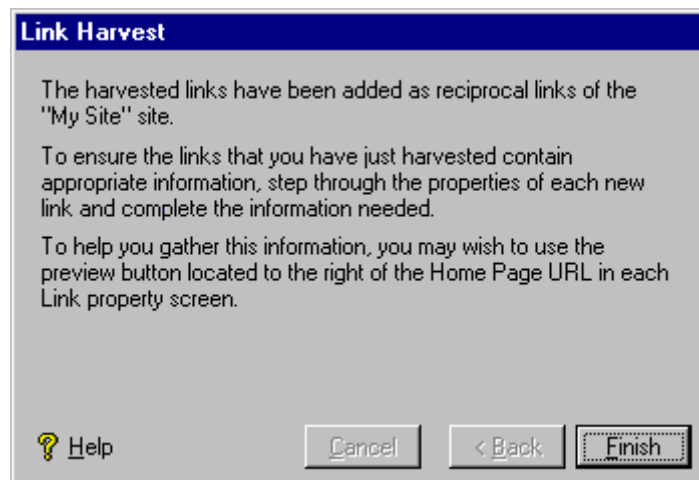 Link Harvest
The harvested links have been added as reciprocal links of the
"My Site" site.
To ensure the links that you have just harvested contain
appropriate information, step through the properties of each new
link and complete the information needed.
To help you gather this information, you may wish to use the
preview button located to the right of the Home Page URL in each
Link property screen.
Help Cancel < Back Finish